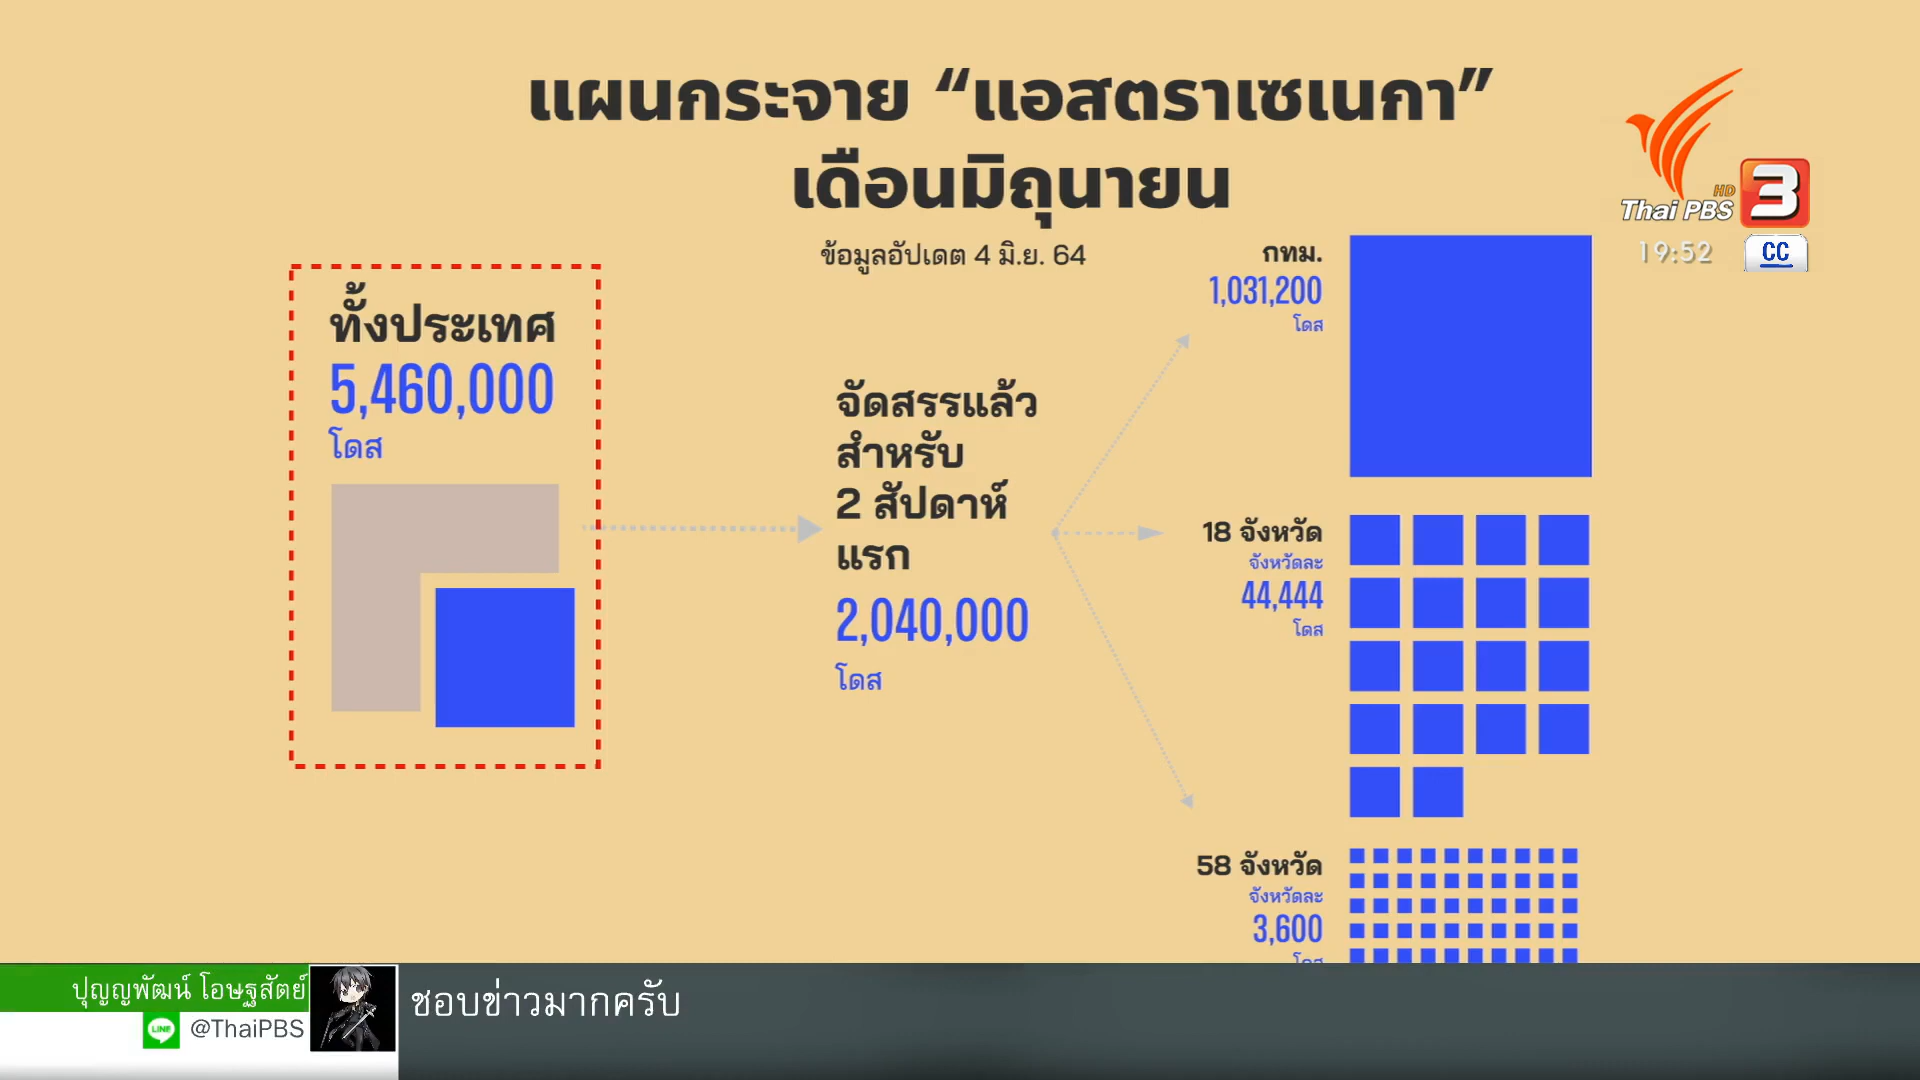 แผนกระจาย “แอสตราเซเนกา”
เดือนมิถุนายน
ข้อมูลอัปเดต 4 มิ.ย. 64
Thai PBS HD 3
19:52 CC
ทั้งประเทศ
5,460,000
โดส
จัดสรรแล้ว
สำหรับ
2 สัปดาห์
แรก
2,040,000
โดส
กทม.
1,031,200
โดส
18 จังหวัด
จังหวัดละ
44,444
โดส
58 จังหวัด
จังหวัดละ
3,600
โดส
ปุญญพัฒน์ โอษฐสัตย์
LINE @ThaiPBS
ชอบข่าวมากครับ